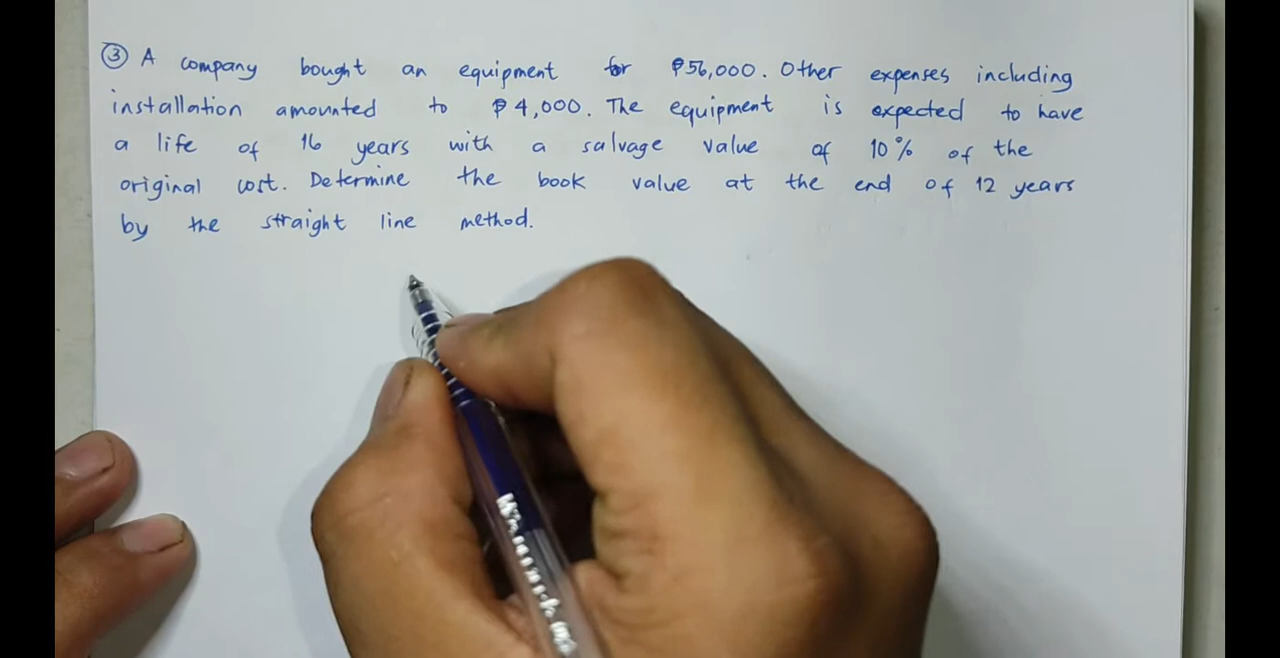 ③ A company bought an equipment for ₱56,000. Other expenses including
installation amounted to ₱4,000. The equipment is expected to have
a life of 16 years with a salvage value of 10% of the
original cost. Determine the book value at the end of 12 years
by the straight line method.